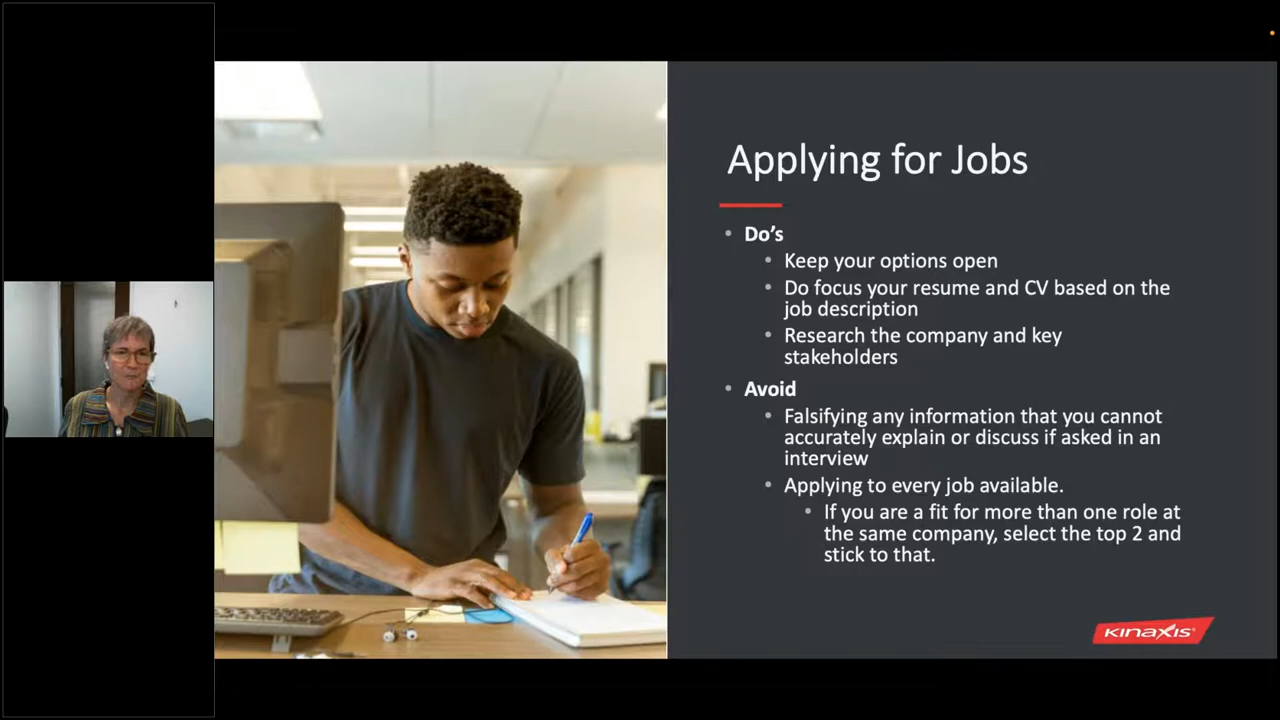 Applying for Jobs
Do’s
Keep your options open
Do focus your resume and CV based on the
job description
Research the company and key
stakeholders
Avoid
Falsifying any information that you cannot
accurately explain or discuss if asked in an
interview
Applying to every job available.
If you are a fit for more than one role at
the same company, select the top 2 and
stick to that.
KINAXIS®